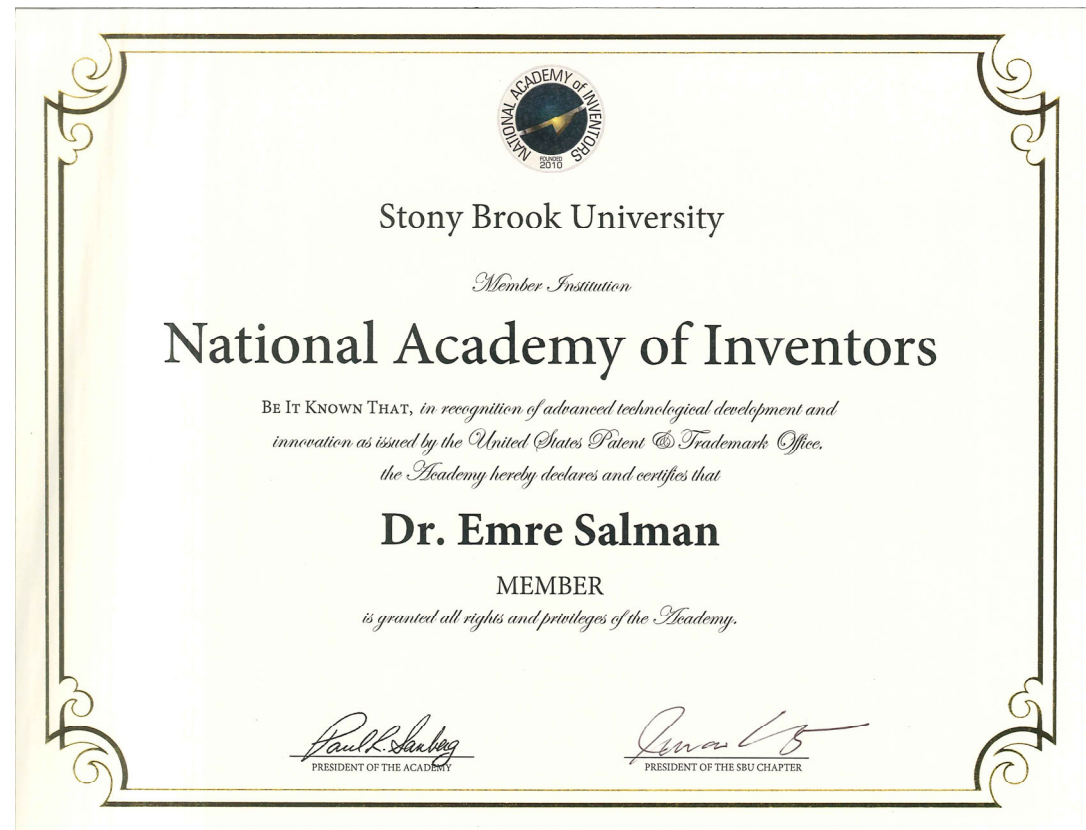 NATIONAL ACADEMY of INVENTORS
FOUNDED
2010
Stony Brook University
Member Institution
National Academy of Inventors
BE IT KNOWN THAT, in recognition of advanced technological development and
innovation as issued by the United States Patent & Trademark Office.
the Academy hereby declares and certifies that
Dr. Emre Salman
MEMBER
is granted all rights and privileges of the Academy.
Paul R. Sanberg
PRESIDENT OF THE ACADEMY
PRESIDENT OF THE SBU CHAPTER